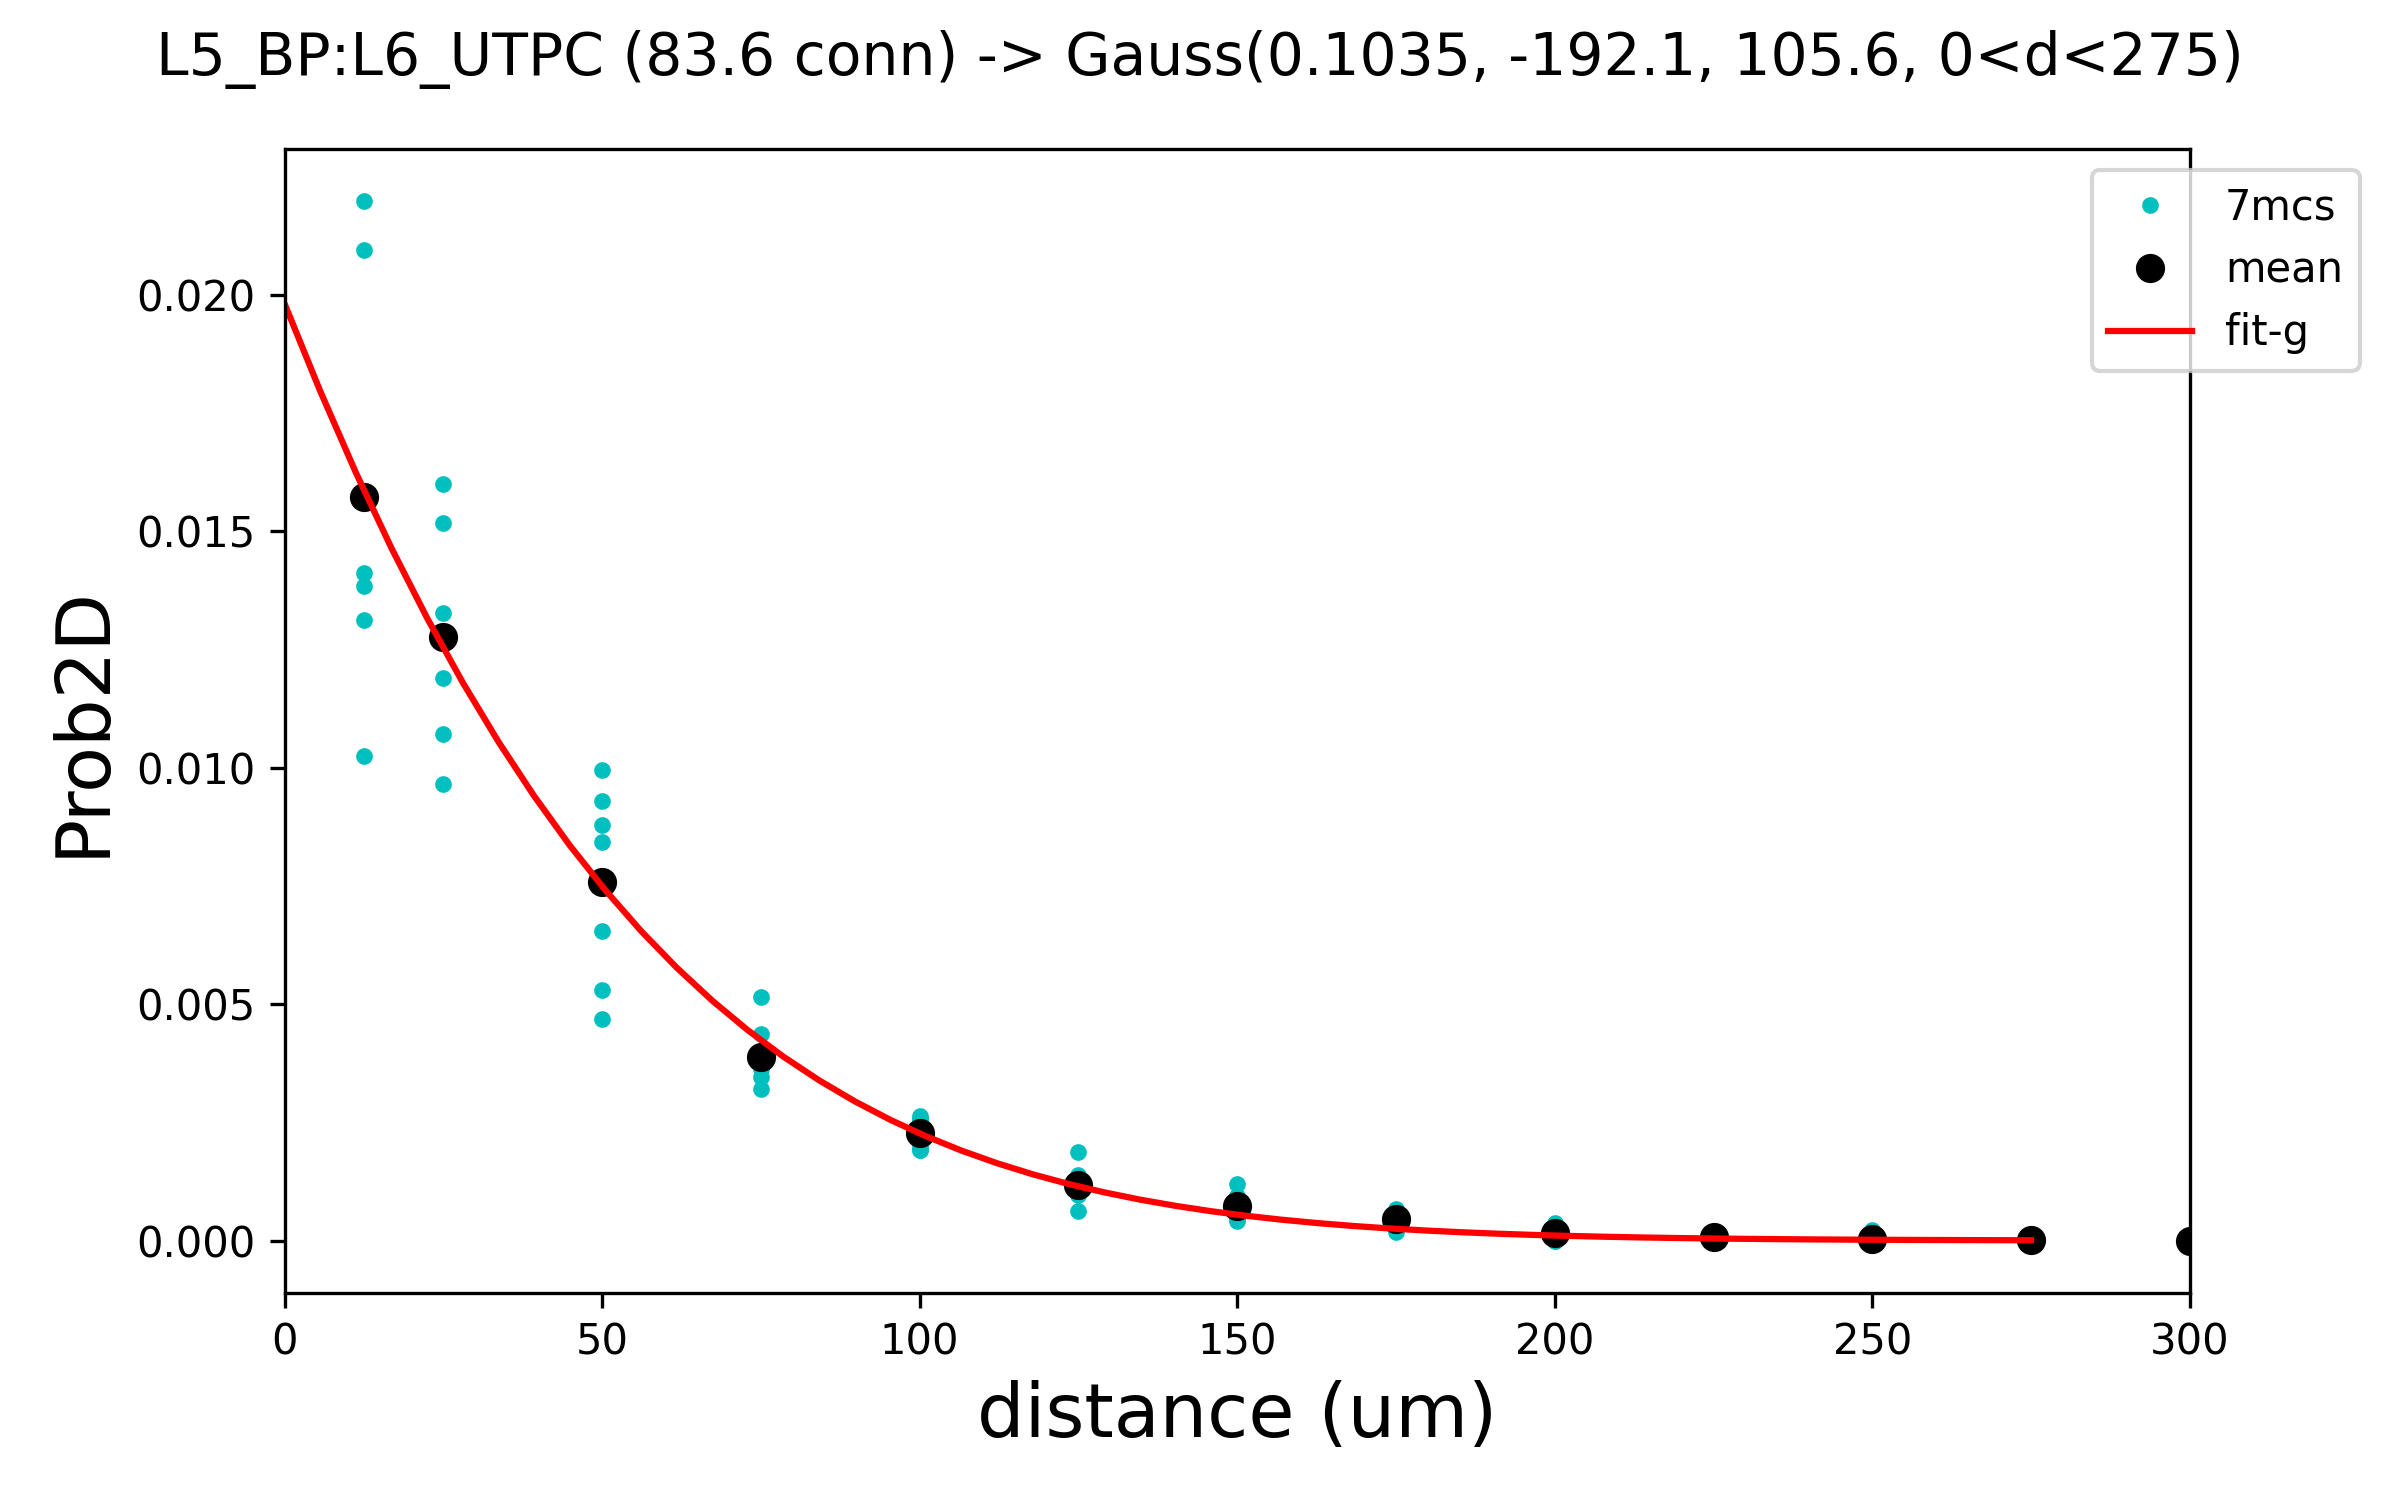 L5_BP:L6_UTPC (83.6 conn) -> Gauss(0.1035, -192.1, 105.6, 0<d<275)
7mcs
mean
fit-g
Prob2D
0.020
0.015
0.010
0.005
0.000
0 50 100 150 200 250 300
distance (um)